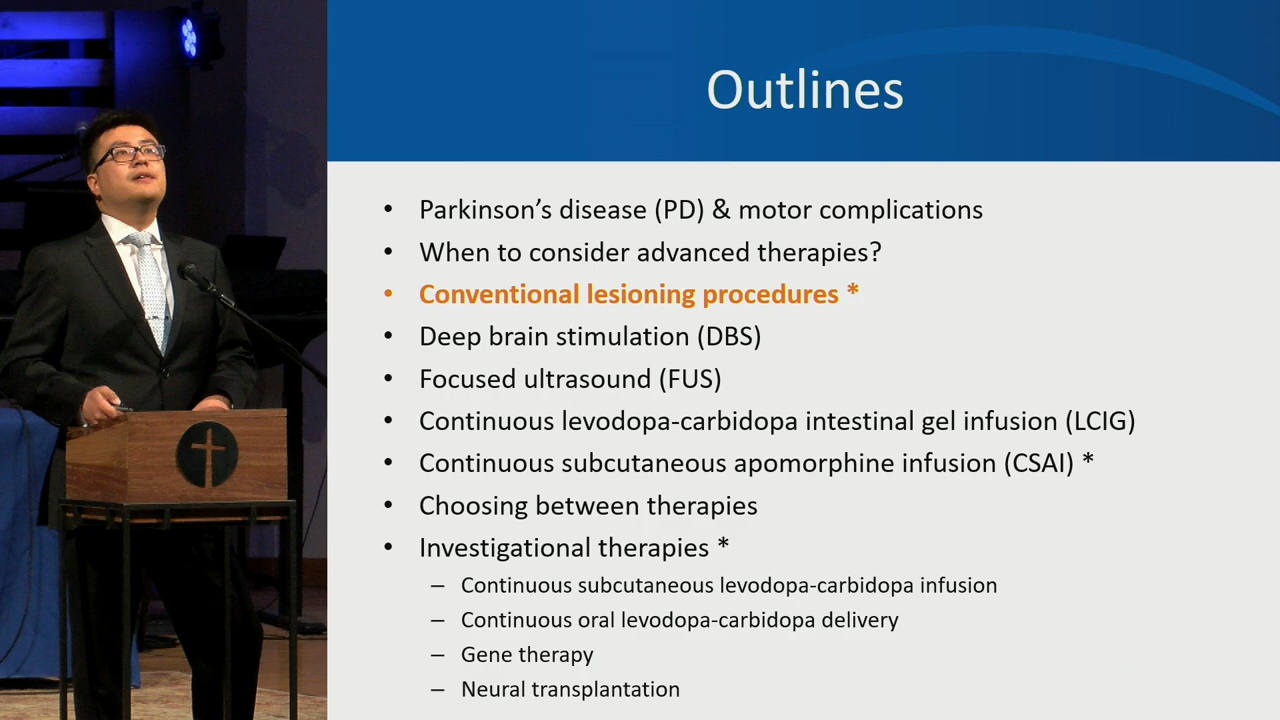 Outlines
• Parkinson’s disease (PD) & motor complications
• When to consider advanced therapies?
• Conventional lesioning procedures *
• Deep brain stimulation (DBS)
• Focused ultrasound (FUS)
• Continuous levodopa-carbidopa intestinal gel infusion (LCIG)
• Continuous subcutaneous apomorphine infusion (CSAI) *
• Choosing between therapies
• Investigational therapies *
– Continuous subcutaneous levodopa-carbidopa infusion
– Continuous oral levodopa-carbidopa delivery
– Gene therapy
– Neural transplantation